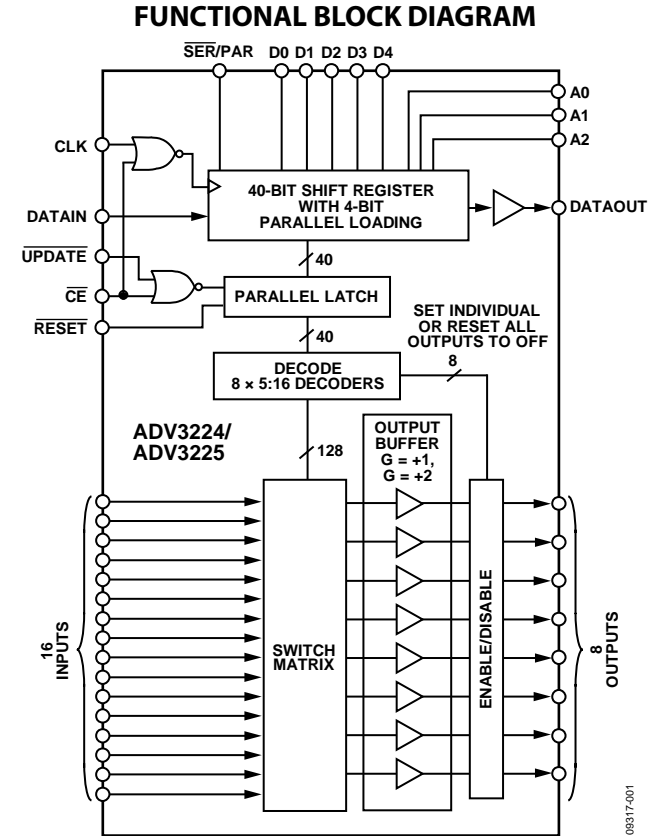 FUNCTIONAL BLOCK DIAGRAM
SER/PAR D0 D1 D2 D3 D4
A0
A1
A2
CLK
40-BIT SHIFT REGISTER
WITH 4-BIT
PARALLEL LOADING
DATAIN
DATAOUT
UPDATE
40
CE
PARALLEL LATCH
RESET
SET INDIVIDUAL
OR RESET ALL
OUTPUTS TO OFF
40
8
DECODE
8 × 5:16 DECODERS
ADV3224/
ADV3225
128
OUTPUT
BUFFER
G = +1,
G = +2
16
INPUTS
SWITCH
MATRIX
ENABLE/DISABLE
8
OUTPUTS
09317-001